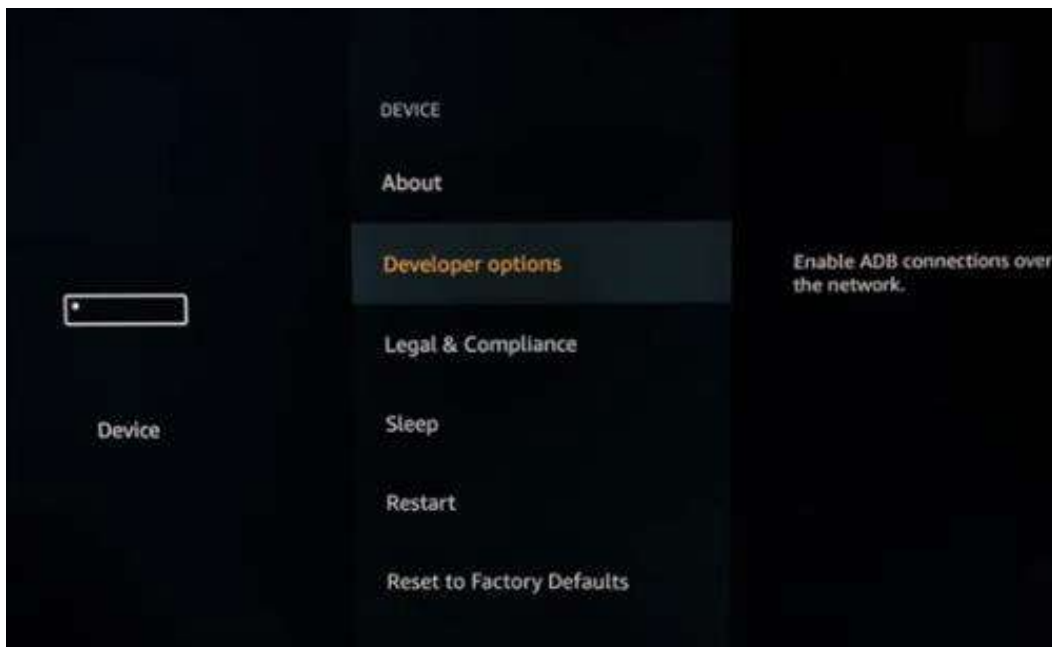 Device
DEVICE
About
Developer options
Legal & Compliance
Sleep
Restart
Reset to Factory Defaults
Enable ADB connections over
the network.